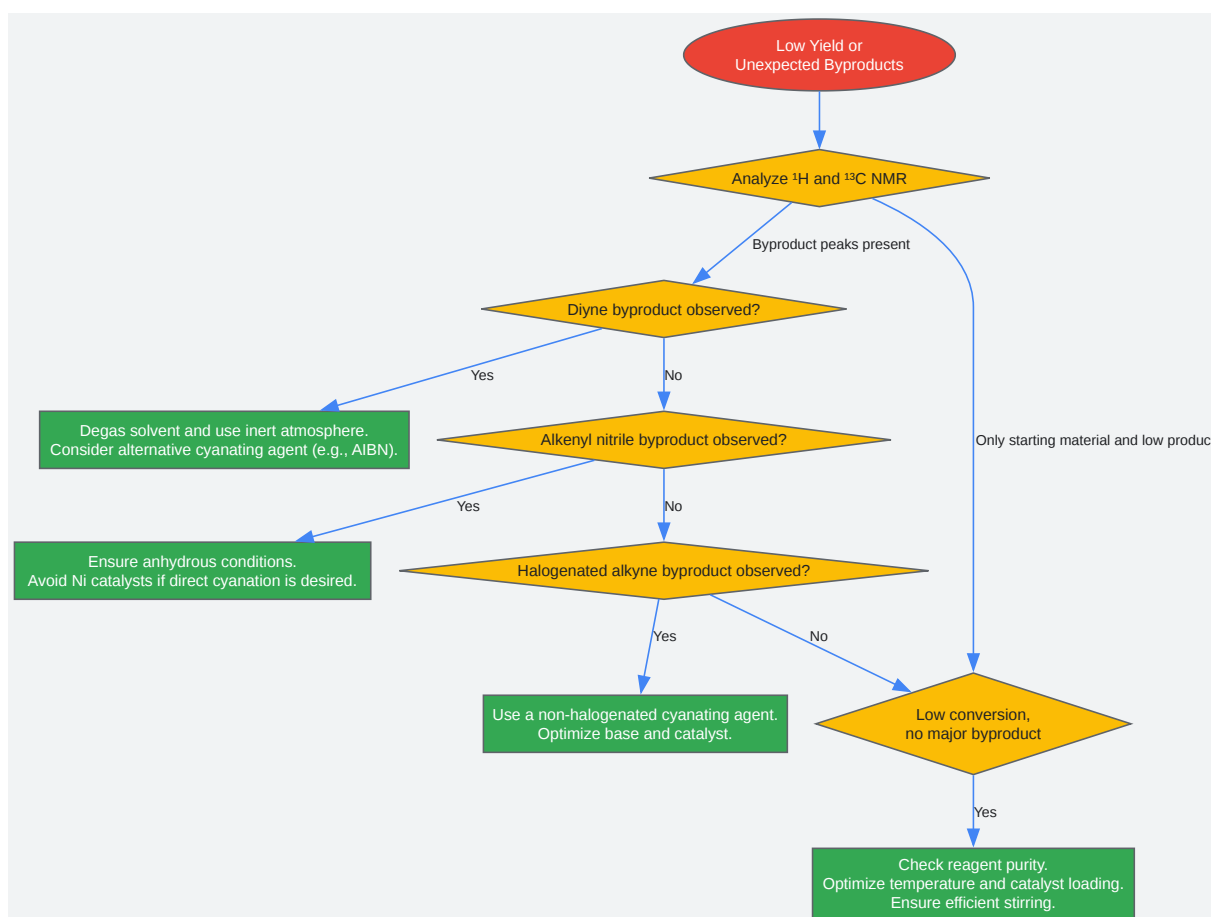 Low Yield or
Unexpected Byproducts
Analyze ¹H and ¹³C NMR
Byproduct peaks present
Diyne byproduct observed?
Yes
No
Degas solvent and use inert atmosphere.
Consider alternative cyanating agent (e.g., AIBN).
Alkenyl nitrile byproduct observed?
Only starting material and low produc
Yes
No
Ensure anhydrous conditions.
Avoid Ni catalysts if direct cyanation is desired.
Halogenated alkyne byproduct observed?
Yes
No
Use a non-halogenated cyanating agent.
Optimize base and catalyst.
Low conversion,
no major byproduct
Yes
Check reagent purity.
Optimize temperature and catalyst loading.
Ensure efficient stirring.